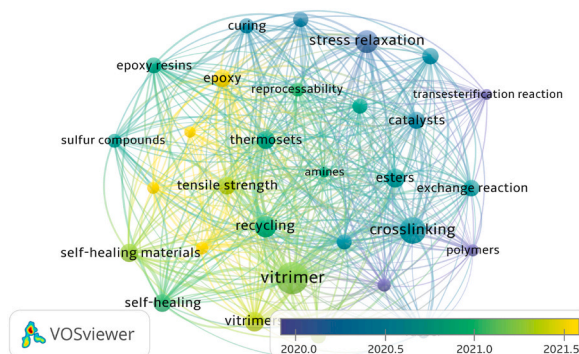 curing
stress relaxation
epoxy resins
epoxy
reprocessability
transesterification reaction
catalysts
sulfur compounds
thermosets
amines
esters
tensile strength
exchange reaction
recycling
crosslinking
self-healing materials
polymers
vitrimer
self-healing
vitrimers
VOSviewer
2020.0 2020.5 2021.0 2021.5